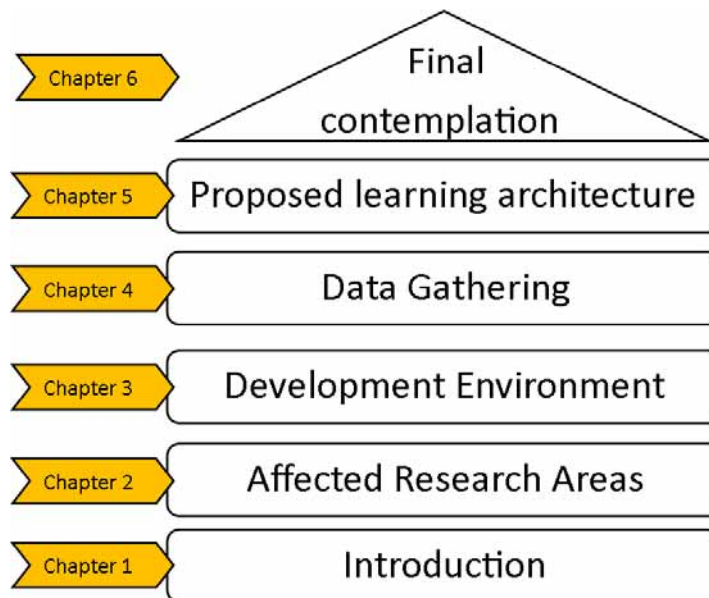 Chapter 6
Final
contemplation
Chapter 5
Proposed learning architecture
Chapter 4
Data Gathering
Chapter 3
Development Environment
Chapter 2
Affected Research Areas
Chapter 1
Introduction